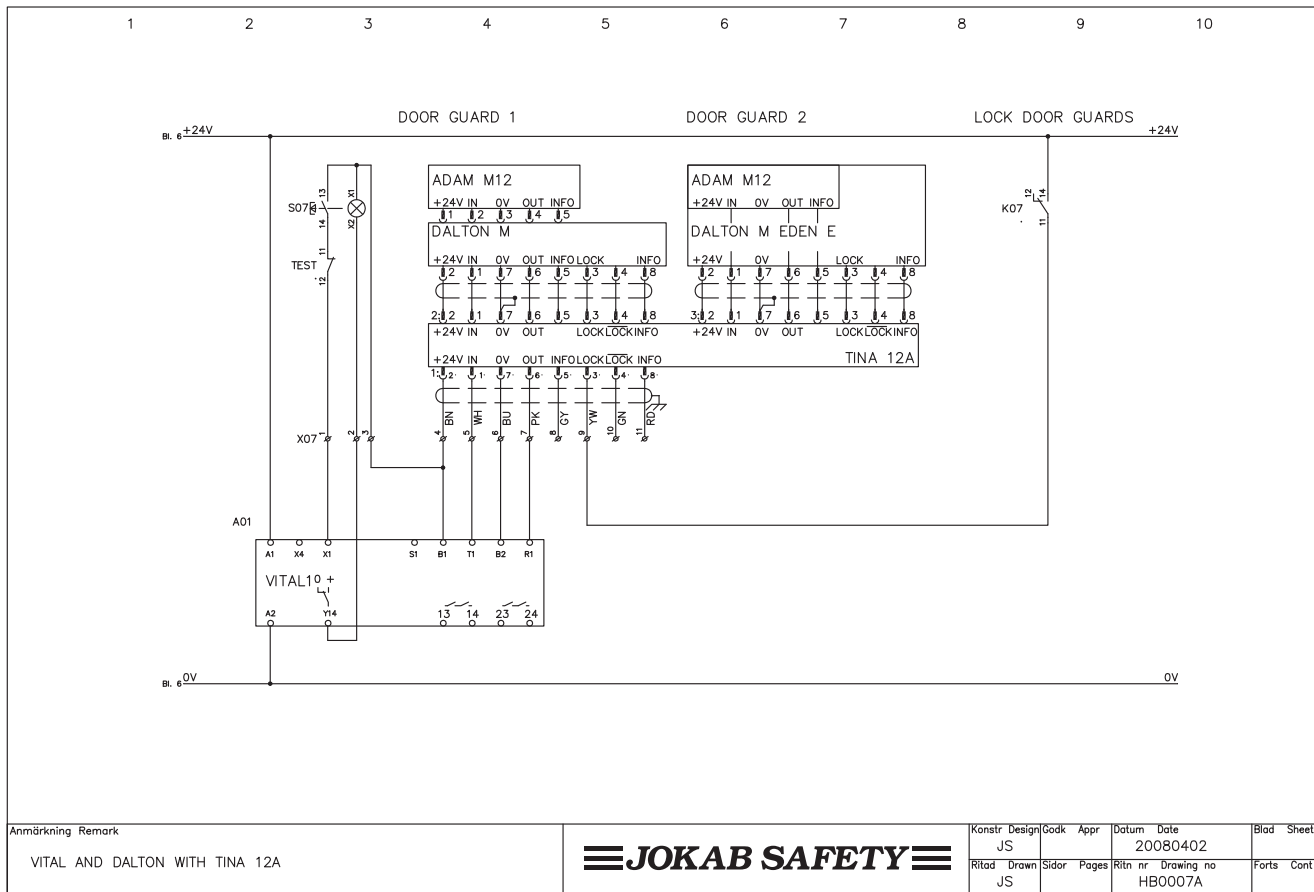 1 2 3 4 5 6 7 8 9 10
DOOR GUARD 1 DOOR GUARD 2 LOCK DOOR GUARDS
Bl. 6 +24V +24V
ADAM M12 ADAM M12
+24V IN 0V OUT INFO +24V IN 0V OUT INFO
1 2 3 4 5
S07 13 14 X1 X2 K07 12 14 11
DALTON M DALTON M EDEN E
+24V IN 0V OUT INFO LOCK INFO +24V 0V LOCK INFO
2 1 7 6 5 3 4 8 2 1 7 6 5 3 4 8
TEST 11 12
2: 2 1 7 6 5 3 4 8 3: 2 1 7 6 5 3 4 8
+24V IN 0V OUT LOCK LOCK INFO +24V IN 0V OUT LOCK LOCK INFO
+24V IN 0V OUT INFO LOCK LOCK INFO TINA 12A
1: 2 1 7 6 5 3 4 8
BN WH BU PK GY YW GN RD
X07 1 2 3 4 5 6 7 8 9 10 11
A01
A1 X4 X1 S1 B1 T1 B2 R1
VITAL1 0 +
A2 Y14 13 14 23 24
Bl. 6 0V 0V
Anmärkning Remark
VITAL AND DALTON WITH TINA 12A
JOKAB SAFETY
Konstr Design Godk Appr Datum Date Blad Sheet
JS 20080402
Ritad Drawn Sidor Pages Ritn nr Drawing no Forts Cont
JS HB0007A